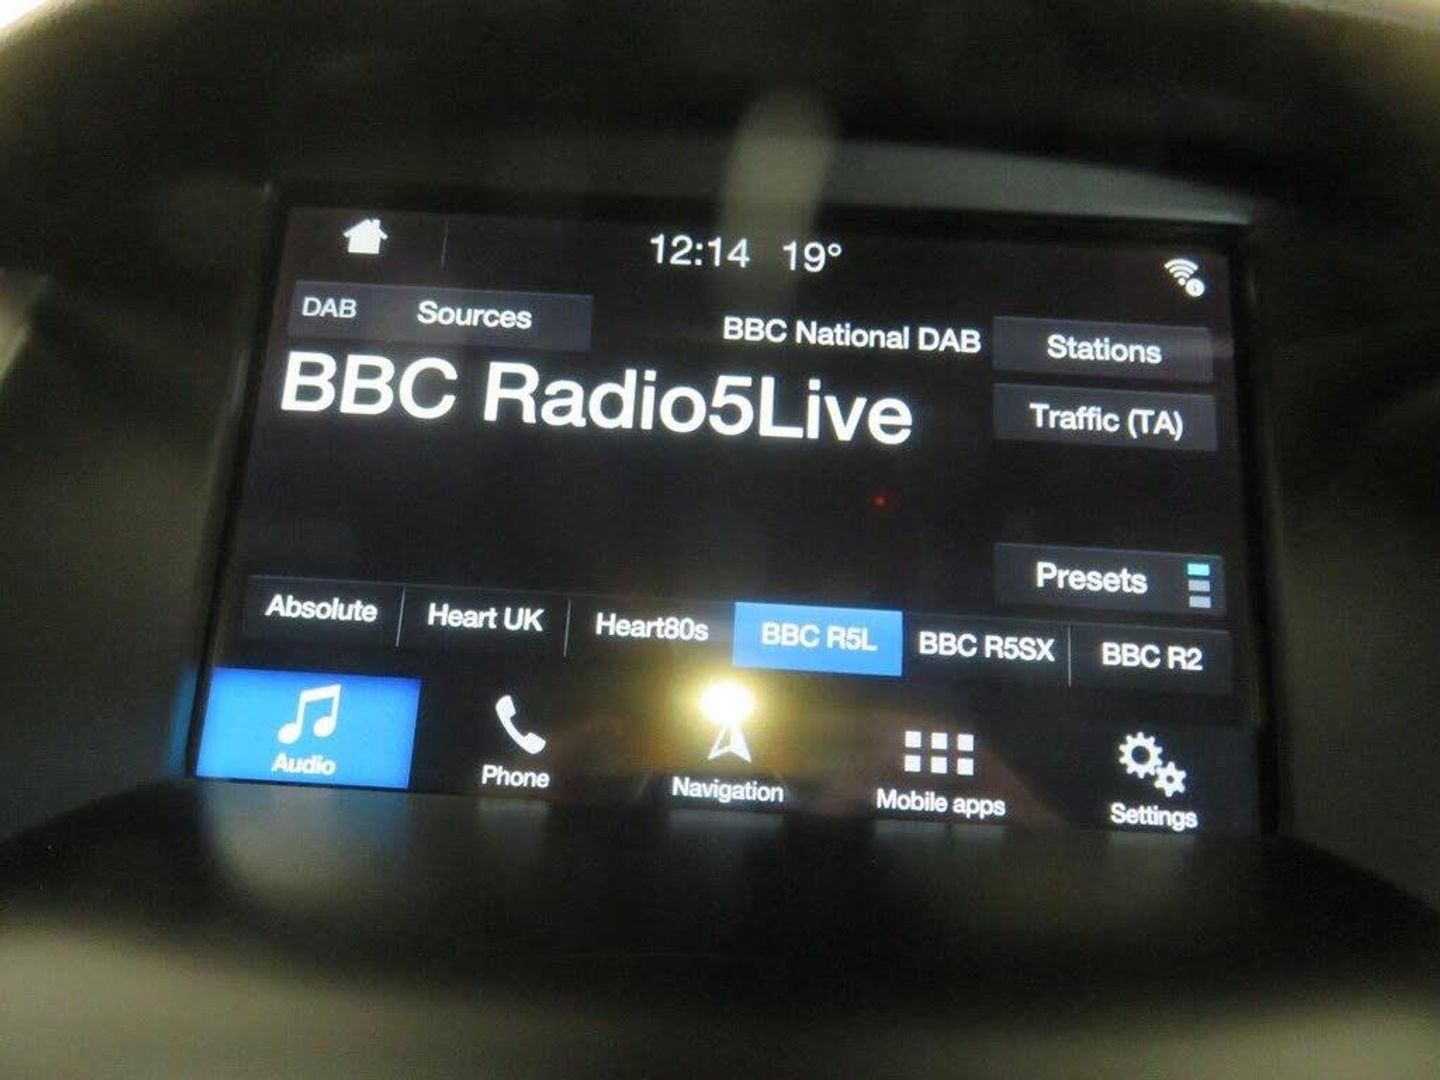 12:14 19°
DAB Sources
BBC National DAB
Stations
BBC Radio5Live
Traffic (TA)
Presets
Absolute Heart UK Heart80s BBC R5L BBC R5SX BBC R2
Audio Phone Navigation Mobile apps Settings